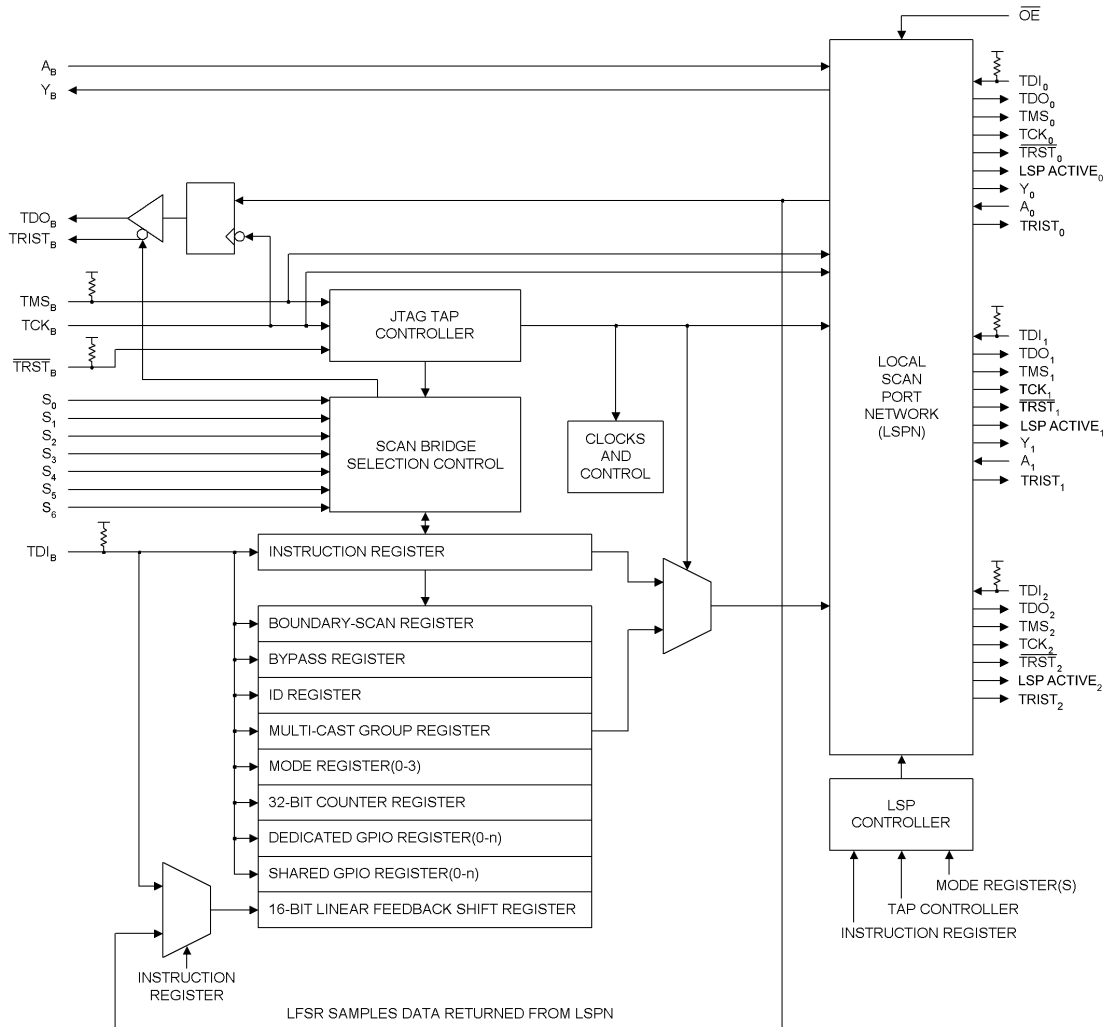 OE
A_B
Y_B
TDI_0
TDO_0
TMS_0
TCK_0
TRST_0
LSP ACTIVE_0
Y_0
A_0
TRIST_0
TDO_B
TRIST_B
TMS_B
TCK_B
TRST_B
JTAG TAP
CONTROLLER
S_0
S_1
S_2
S_3
S_4
S_5
S_6
SCAN BRIDGE
SELECTION CONTROL
CLOCKS
AND
CONTROL
LOCAL
SCAN
PORT
NETWORK
(LSPN)
TDI_1
TDO_1
TMS_1
TCK_1
TRST_1
LSP ACTIVE_1
Y_1
A_1
TRIST_1
TDI_B
INSTRUCTION REGISTER
BOUNDARY-SCAN REGISTER
BYPASS REGISTER
ID REGISTER
MULTI-CAST GROUP REGISTER
MODE REGISTER(0-3)
32-BIT COUNTER REGISTER
DEDICATED GPIO REGISTER(0-n)
SHARED GPIO REGISTER(0-n)
16-BIT LINEAR FEEDBACK SHIFT REGISTER
TDI_2
TDO_2
TMS_2
TCK_2
TRST_2
LSP ACTIVE_2
TRIST_2
LSP
CONTROLLER
MODE REGISTER(S)
TAP CONTROLLER
INSTRUCTION REGISTER
INSTRUCTION
REGISTER
LFSR SAMPLES DATA RETURNED FROM LSPN